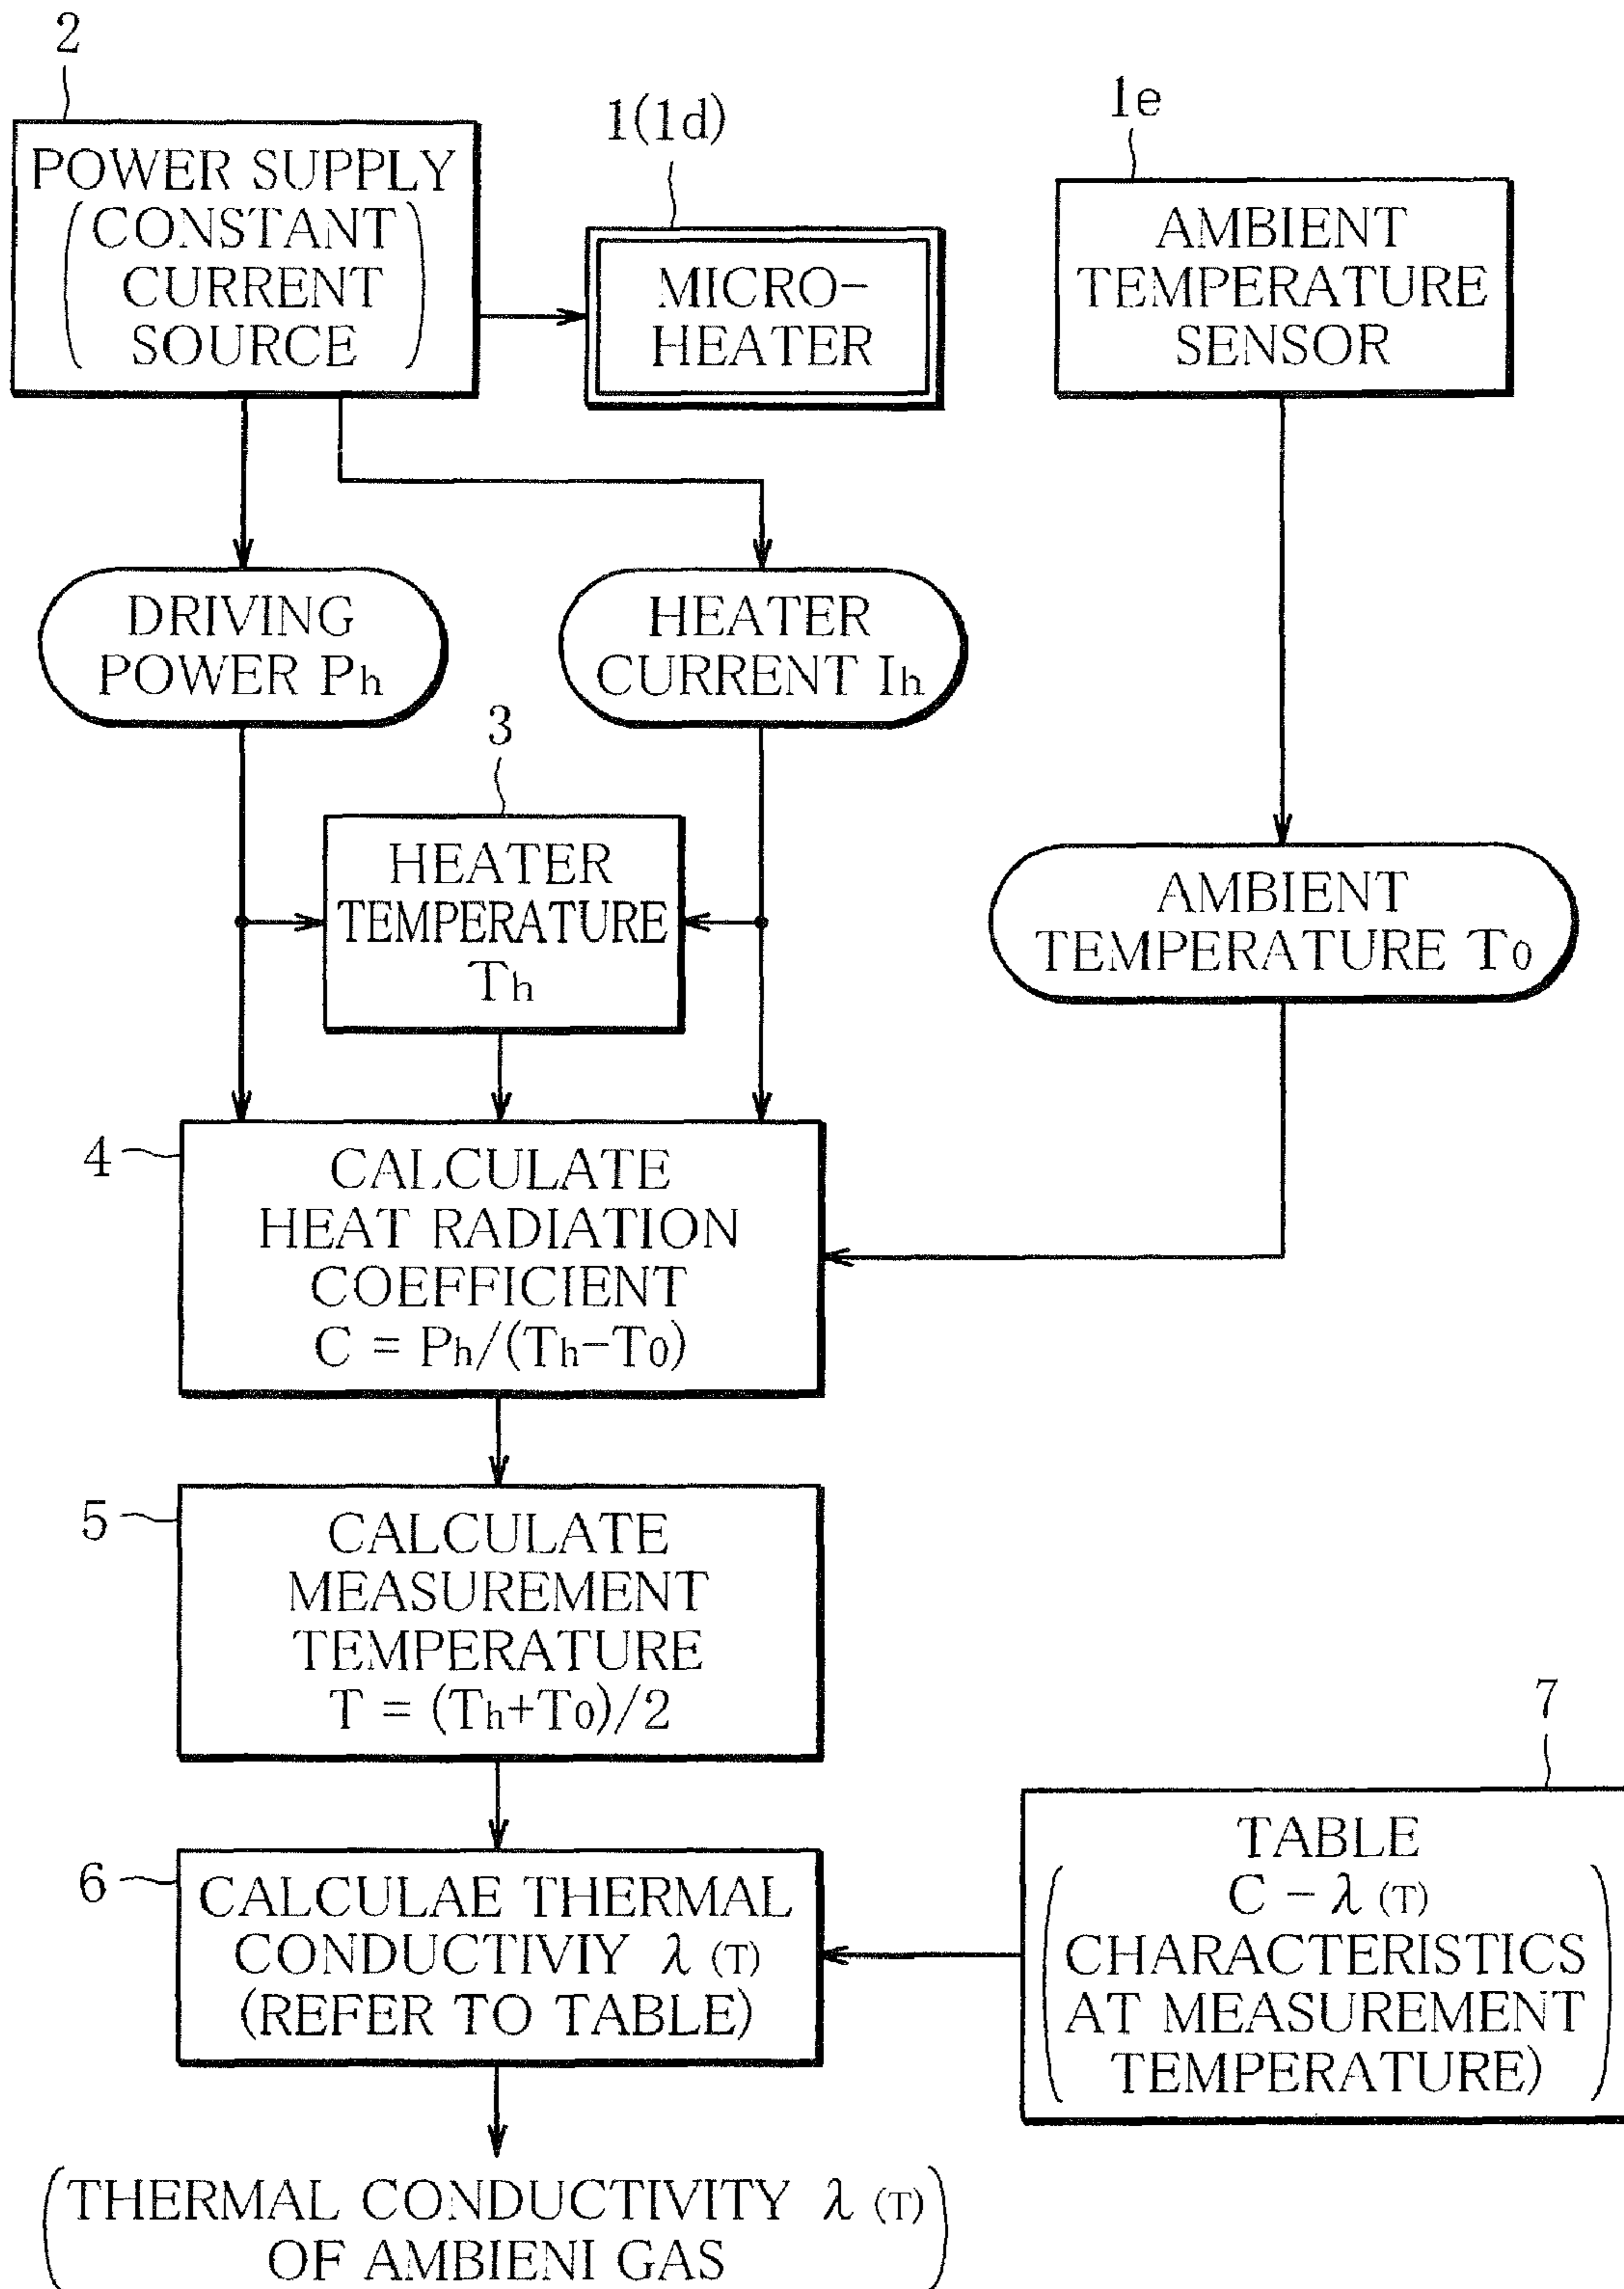 2
POWER SUPPLY
(CONSTANT
CURRENT
SOURCE)
1(1d)
MICRO-
HEATER
1e
AMBIENT
TEMPERATURE
SENSOR
DRIVING
POWER Ph
HEATER
CURRENT Ih
3
HEATER
TEMPERATURE
Th
AMBIENT
TEMPERATURE T0
4
CALCULATE
HEAT RADIATION
COEFFICIENT
C = Ph/(Th-T0)
5
CALCULATE
MEASUREMENT
TEMPERATURE
T = (Th+T0)/2
6
CALCULAE THERMAL
CONDUCTIVIY λ (T)
(REFER TO TABLE)
7
TABLE
(C - λ (T)
CHARACTERISTICS
AT MEASUREMENT
TEMPERATURE))
(THERMAL CONDUCTIVITY λ (T)
OF AMBIENI GAS)